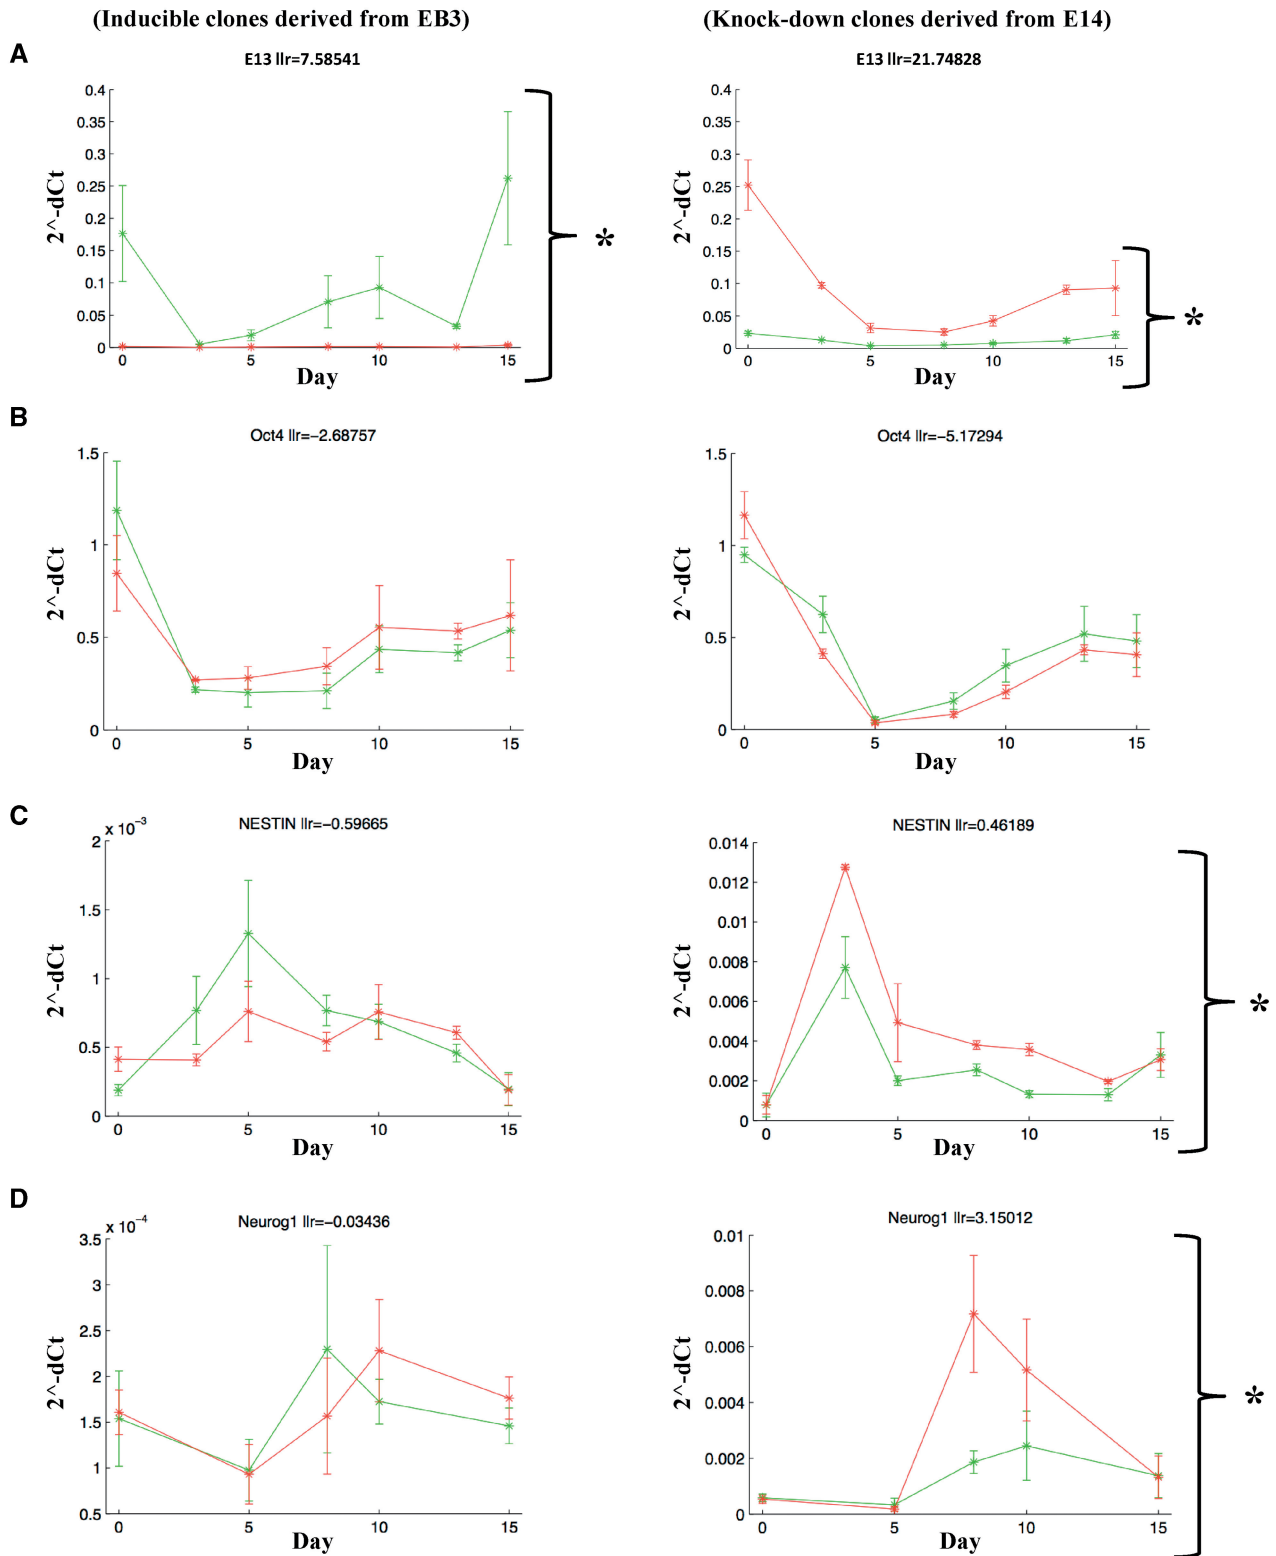 (Inducible clones derived from EB3)
(Knock-down clones derived from E14)
A
E13 llr=7.58541
0.4
0.35
0.3
0.25
0.2
0.15
0.1
0.05
0
2^-dCt
0 5 10 15
Day
*
E13 llr=21.74828
0.4
0.35
0.3
0.25
0.2
0.15
0.1
0.05
0
2^-dCt
0 5 10 15
Day
*
B
Oct4 llr=−2.68757
1.5
1
0.5
0
2^-dCt
0 5 10 15
Day
Oct4 llr=−5.17294
1.5
1
0.5
0
2^-dCt
0 5 10 15
Day
C
NESTIN llr=−0.59665
x 10⁻³
2
1.5
1
0.5
0
2^-dCt
0 5 10 15
Day
NESTIN llr=0.46189
0.014
0.012
0.01
0.008
0.006
0.004
0.002
0
2^-dCt
0 5 10 15
Day
*
D
Neurog1 llr=−0.03436
x 10⁻⁴
3.5
3
2.5
2
1.5
1
0.5
2^-dCt
0 5 10 15
Day
Neurog1 llr=3.15012
0.01
0.008
0.006
0.004
0.002
0
2^-dCt
0 5 10 15
Day
*